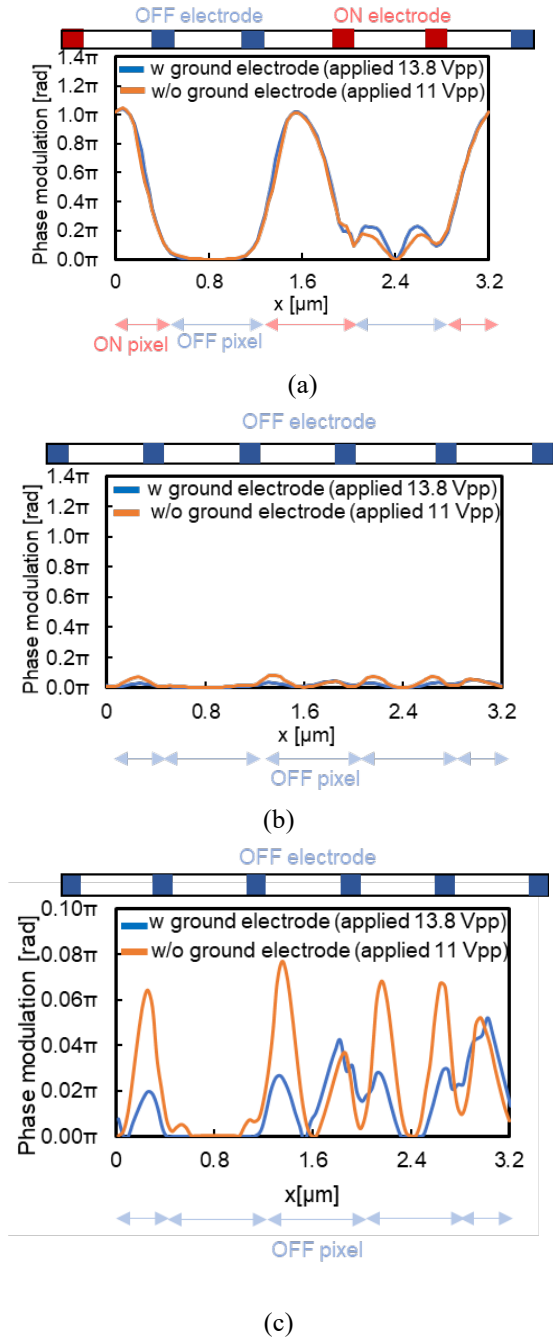 OFF electrode ON electrode
1.4π
1.2π
1.0π
0.8π
0.6π
0.4π
0.2π
0.0π
Phase modulation [rad]
w ground electrode (applied 13.8 Vpp)
w/o ground electrode (applied 11 Vpp)
0 0.8 1.6 2.4 3.2
x [μm]
ON pixel OFF pixel
(a)
OFF electrode
1.4π
1.2π
1.0π
0.8π
0.6π
0.4π
0.2π
0.0π
Phase modulation [rad]
w ground electrode (applied 13.8 Vpp)
w/o ground electrode (applied 11 Vpp)
0 0.8 1.6 2.4 3.2
x [μm]
OFF pixel
(b)
OFF electrode
0.10π
0.08π
0.06π
0.04π
0.02π
0.00π
Phase modulation [rad]
w ground electrode (applied 13.8 Vpp)
w/o ground electrode (applied 11 Vpp)
0 0.8 1.6 2.4 3.2
x[μm]
OFF pixel
(c)